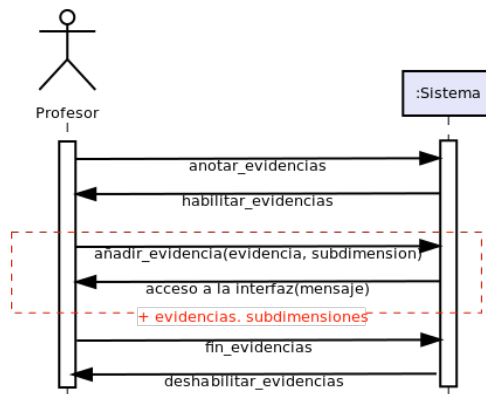 Profesor
:Sistema
anotar_evidencias
habilitar_evidencias
añadir_evidencia(evidencia, subdimension)
acceso a la interfaz(mensaje)
+ evidencias. subdimensiones
fin_evidencias
deshabilitar_evidencias